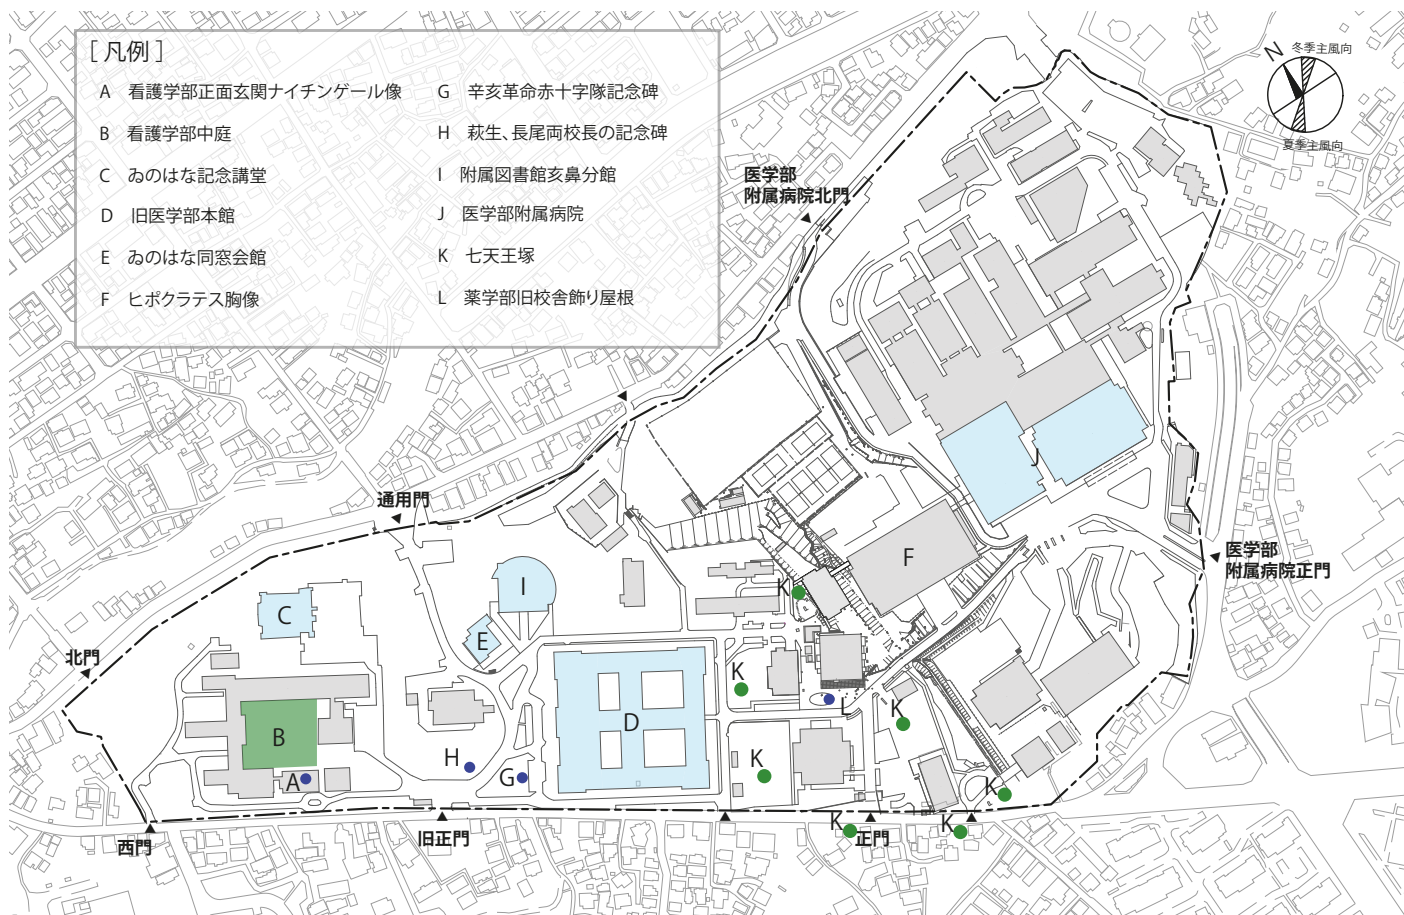 ［凡例］
A 看護学部正面玄関ナイチンゲール像
B 看護学部中庭
C ゐのはな記念講堂
D 旧医学部本館
E ゐのはな同窓会館
F ヒポクラテス胸像
G 辛亥革命赤十字隊記念碑
H 萩生、長尾両校長の記念碑
I 附属図書館亥鼻分館
J 医学部附属病院
K 七天王塚
L 薬学部旧校舎飾り屋根
N
冬季主風向
夏季主風向
医学部
附属病院北門
J
通用門
医学部
附属病院正門
F
I
K
C
E
北門
K
L
K
D
B
H
G
A
K
K
K
K
西門
旧正門
正門